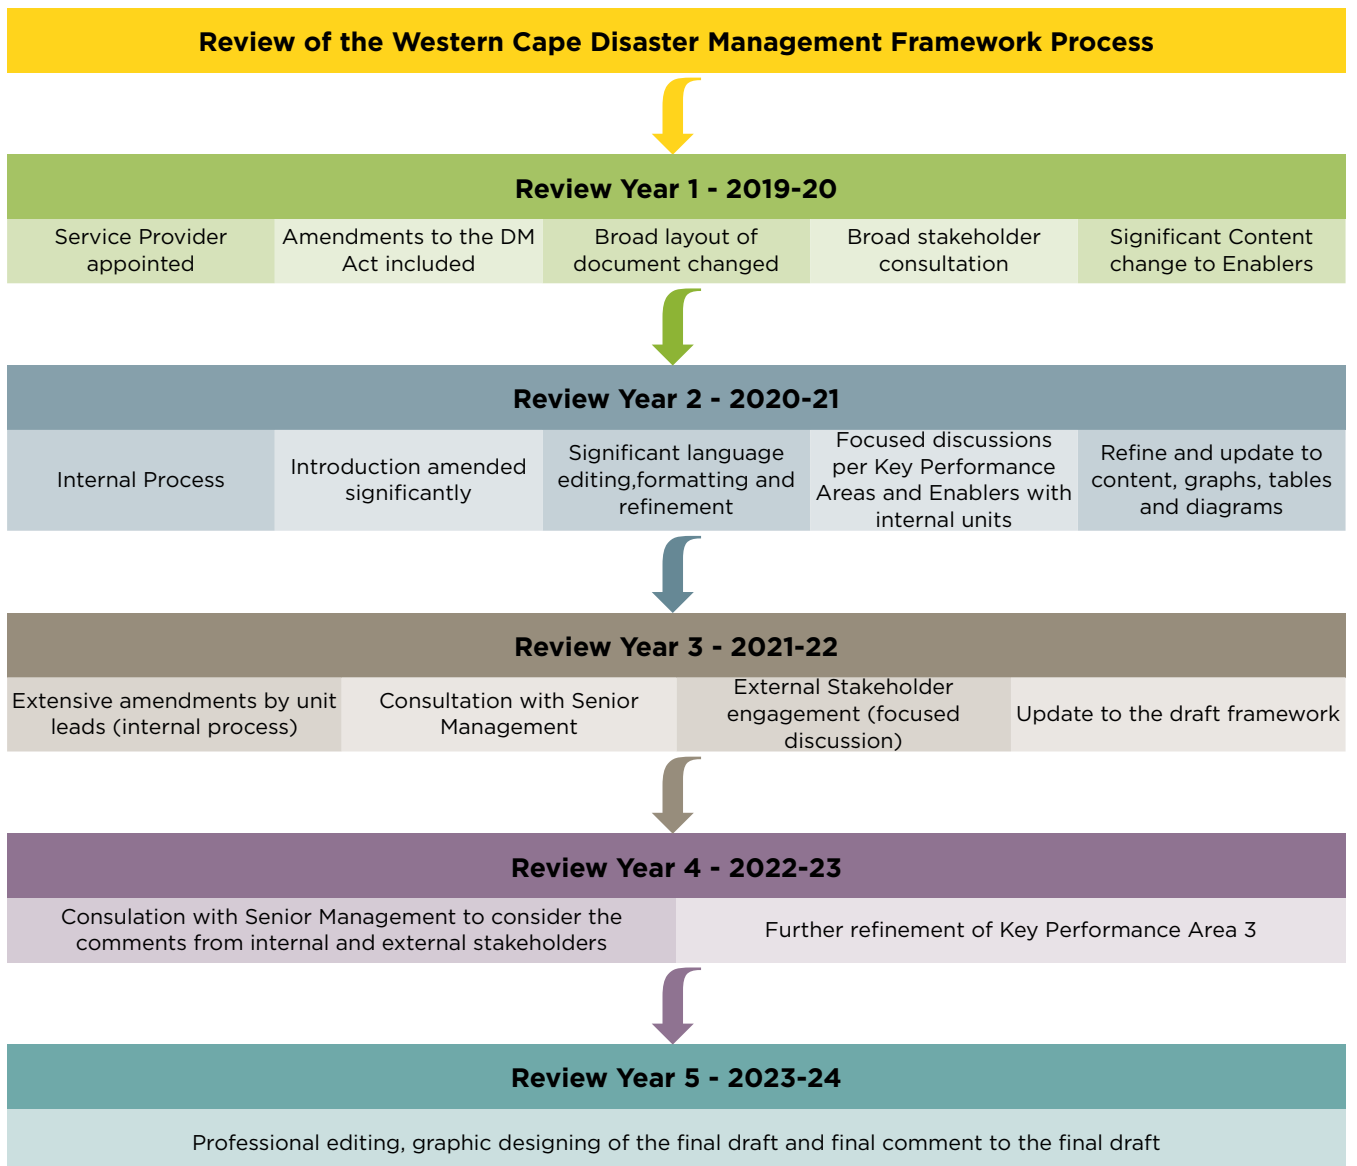 Review of the Western Cape Disaster Management Framework Process
Review Year 1 - 2019-20
Service Provider
appointed
Amendments to the DM
Act included
Broad layout of
document changed
Broad stakeholder
consultation
Significant Content
change to Enablers
Review Year 2 - 2020-21
Internal Process
Introduction amended
significantly
Significant language
editing,formatting and
refinement
Focused discussions
per Key Performance
Areas and Enablers with
internal units
Refine and update to
content, graphs, tables
and diagrams
Review Year 3 - 2021-22
Extensive amendments by unit
leads (internal process)
Consultation with Senior
Management
External Stakeholder
engagement (focused
discussion)
Update to the draft framework
Review Year 4 - 2022-23
Consulation with Senior Management to consider the
comments from internal and external stakeholders
Further refinement of Key Performance Area 3
Review Year 5 - 2023-24
Professional editing, graphic designing of the final draft and final comment to the final draft